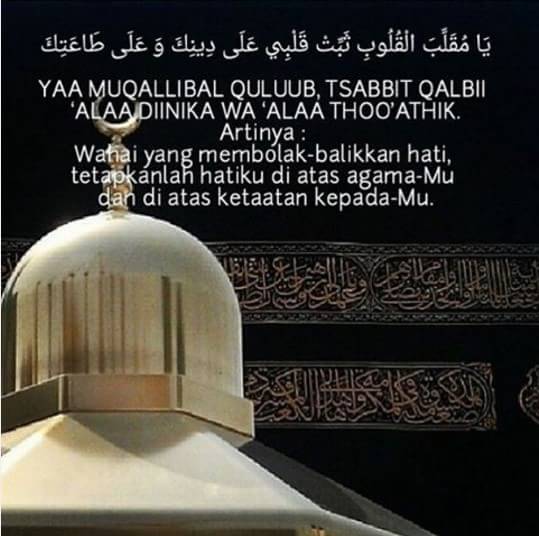 يَا مُقَلِّبَ الْقُلُوبِ ثَبِّتْ قَلْبِي عَلَى دِينِكَ وَ عَلَى طَاعَتِكَ
YAA MUQALLIBAL QULUUB, TSABBIT QALBII
‘ALAA DIINIKA WA ‘ALAA THOO’ATHIK.
Artinya :
Wahai yang membolak-balikkan hati,
tetapkanlah hatiku di atas agama-Mu
dan di atas ketaatan kepada-Mu.